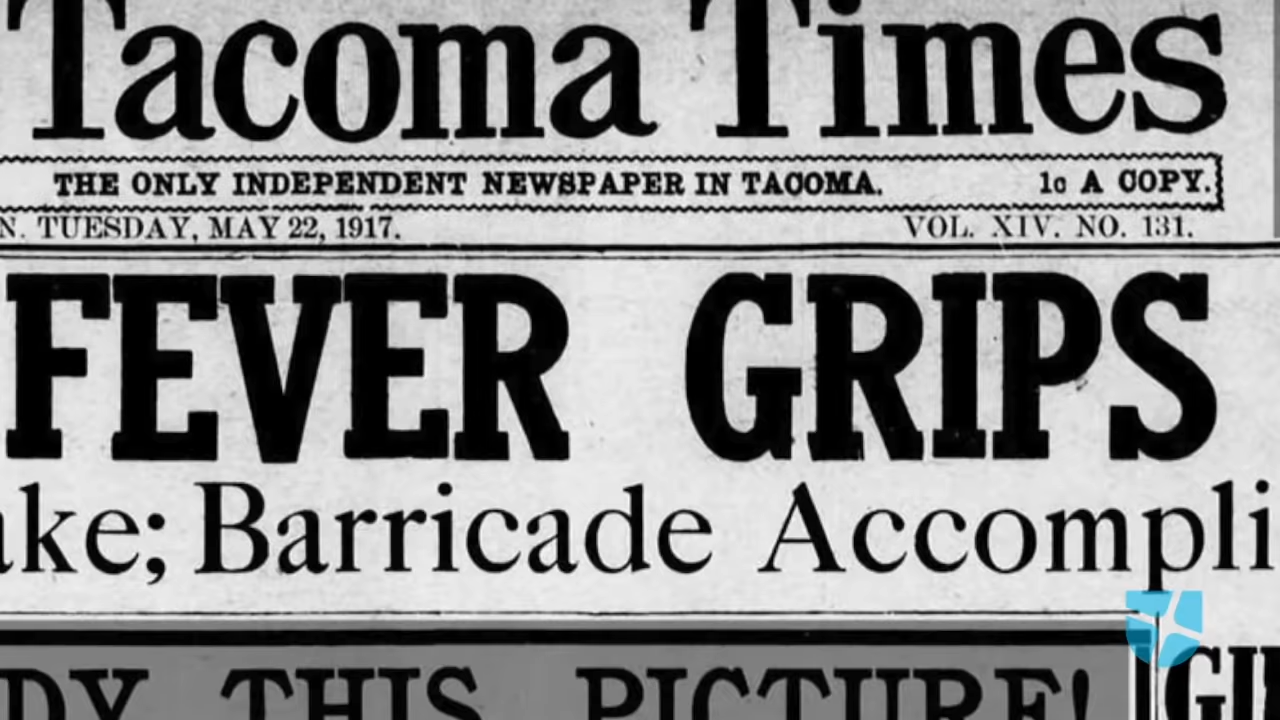 Tacoma Times
THE ONLY INDEPENDENT NEWSPAPER IN TACOMA. 1c A COPY.
N. TUESDAY, MAY 22, 1917. VOL. XIV. NO. 131.
FEVER GRIPS
ake; Barricade Accompli
DY THIS PICTURE!